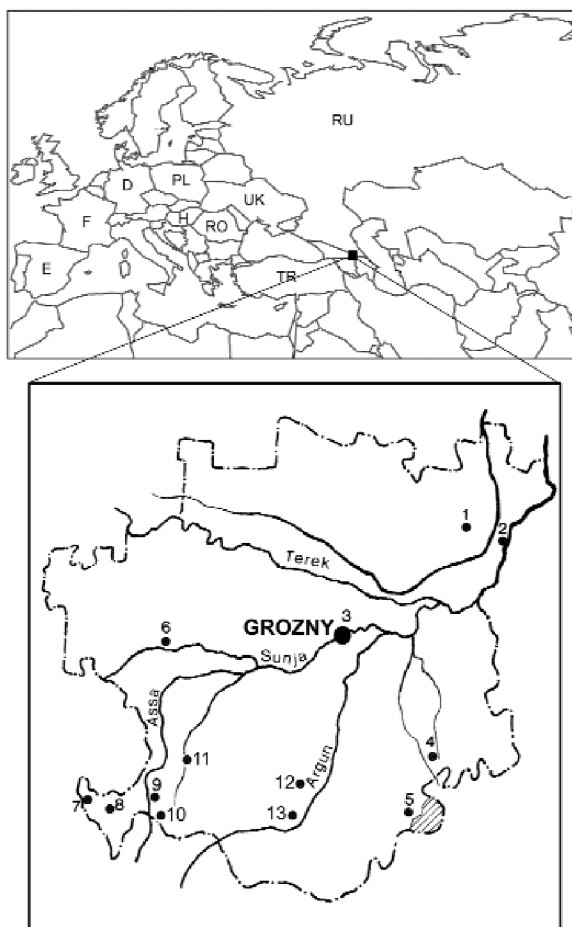 RU
D
PL
UK
F
H
RO
E
TR
1
2
Terek
3
GROZNY
6
Sunja
Assa
4
11
Argun
12
7
8
9
10
13
5